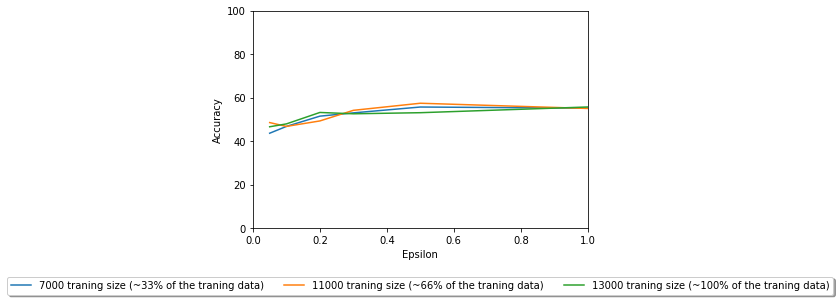 100
80
60
40
20
0
Accuracy
0.0 0.2 0.4 0.6 0.8 1.0
Epsilon
7000 traning size (~33% of the traning data) 11000 traning size (~66% of the traning data) 13000 traning size (~100% of the traning data)